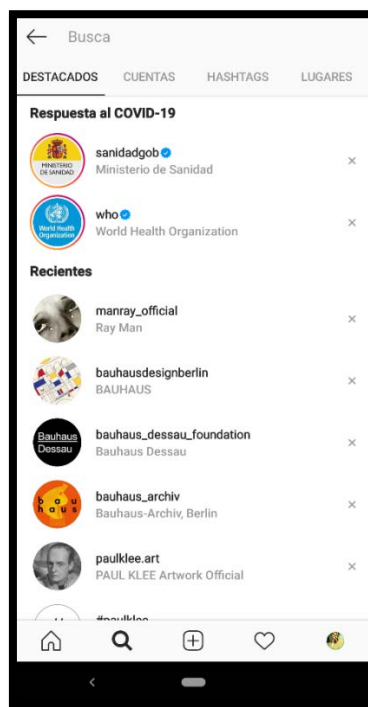 Busca
DESTACADOS CUENTAS HASHTAGS LUGARES
Respuesta al COVID-19
MINISTERIO
DE SANIDAD
sanidadgob
Ministerio de Sanidad
World Health
Organization
who
World Health Organization
Recientes
manray_official
Ray Man
bauhausdesignberlin
BAUHAUS
Bauhaus
Dessau
bauhaus_dessau_foundation
Bauhaus Dessau
b a u
h a u s
bauhaus_archiv
Bauhaus-Archiv, Berlin
paulklee.art
PAUL KLEE Artwork Official
#paulklee